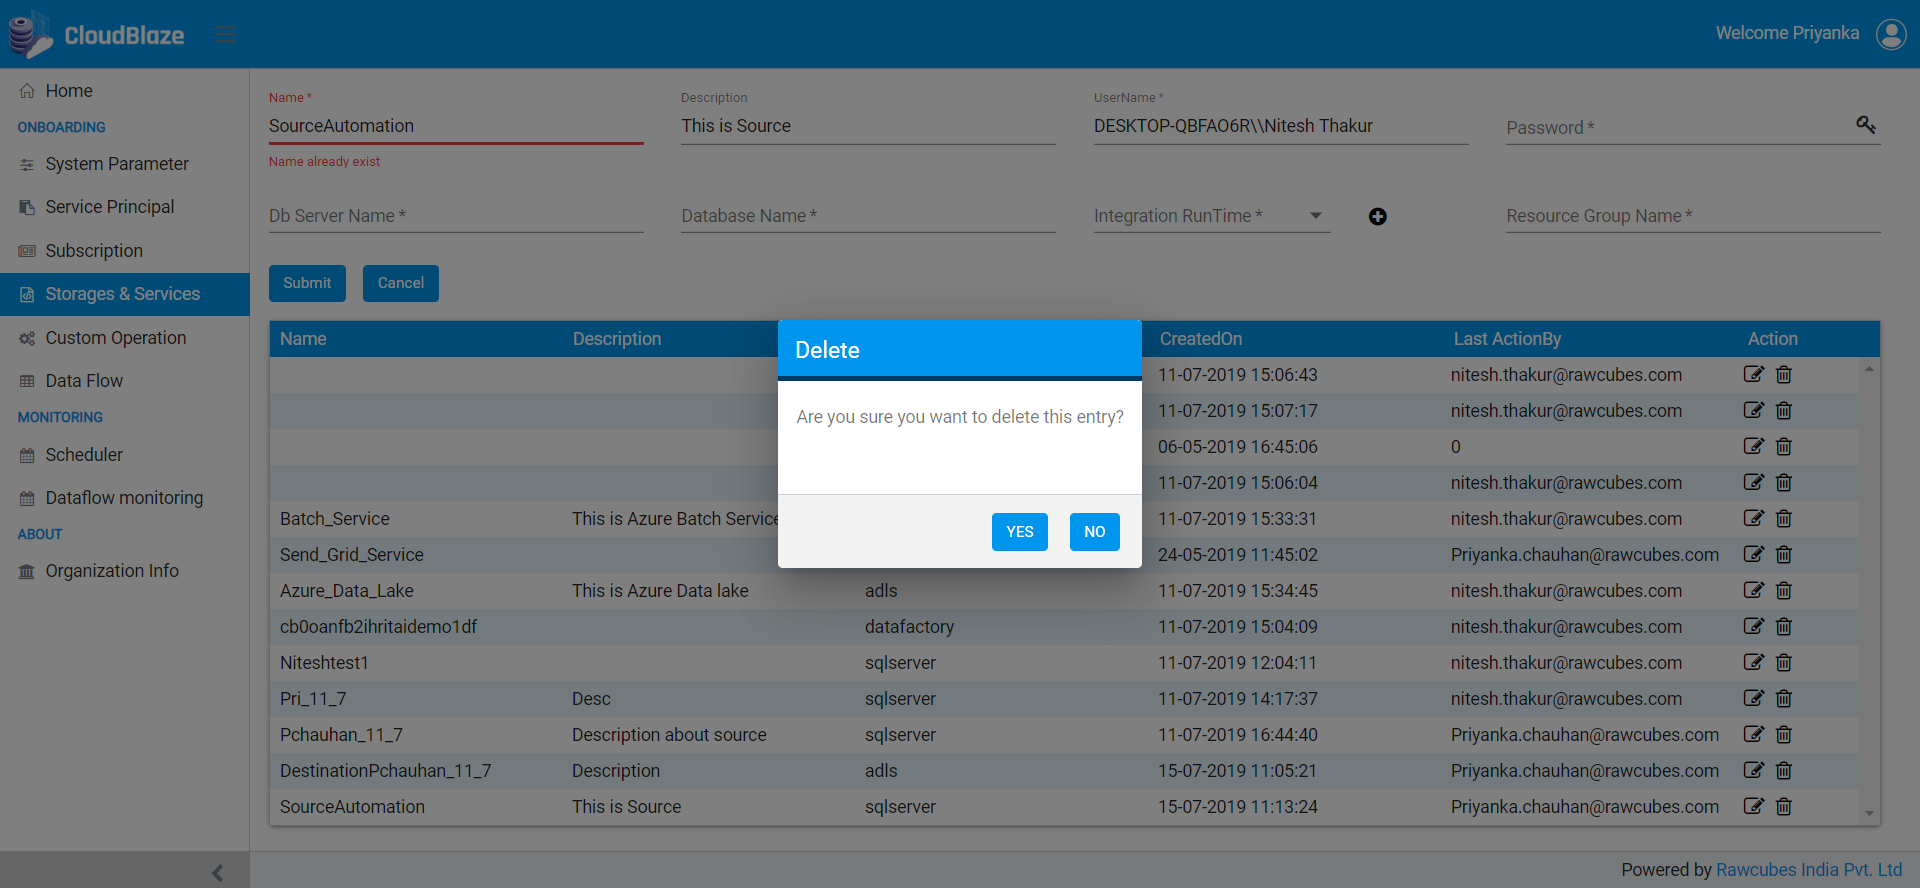 CloudBlaze
Welcome Priyanka
Home
ONBOARDING
System Parameter
Service Principal
Subscription
Storages & Services
Custom Operation
Data Flow
MONITORING
Scheduler
Dataflow monitoring
ABOUT
Organization Info
Name * Description UserName *
SourceAutomation This is Source DESKTOP-QBFAO6R\\Nitesh Thakur Password *
Name already exist
Db Server Name * Database Name * Integration RunTime * Resource Group Name *
Submit Cancel
Name Description CreatedOn Last ActionBy Action
11-07-2019 15:06:43 nitesh.thakur@rawcubes.com
11-07-2019 15:07:17 nitesh.thakur@rawcubes.com
06-05-2019 16:45:06 0
11-07-2019 15:06:04 nitesh.thakur@rawcubes.com
Batch_Service This is Azure Batch Service 11-07-2019 15:33:31 nitesh.thakur@rawcubes.com
Send_Grid_Service 24-05-2019 11:45:02 Priyanka.chauhan@rawcubes.com
Azure_Data_Lake This is Azure Data lake adls 11-07-2019 15:34:45 nitesh.thakur@rawcubes.com
cb0oanfb2ihritaidemo1df datafactory 11-07-2019 15:04:09 nitesh.thakur@rawcubes.com
Niteshtest1 sqlserver 11-07-2019 12:04:11 nitesh.thakur@rawcubes.com
Pri_11_7 Desc sqlserver 11-07-2019 14:17:37 nitesh.thakur@rawcubes.com
Pchauhan_11_7 Description about source sqlserver 11-07-2019 16:44:40 Priyanka.chauhan@rawcubes.com
DestinationPchauhan_11_7 Description adls 15-07-2019 11:05:21 Priyanka.chauhan@rawcubes.com
SourceAutomation This is Source sqlserver 15-07-2019 11:13:24 Priyanka.chauhan@rawcubes.com
Delete
Are you sure you want to delete this entry?
YES NO
Powered by Rawcubes India Pvt. Ltd